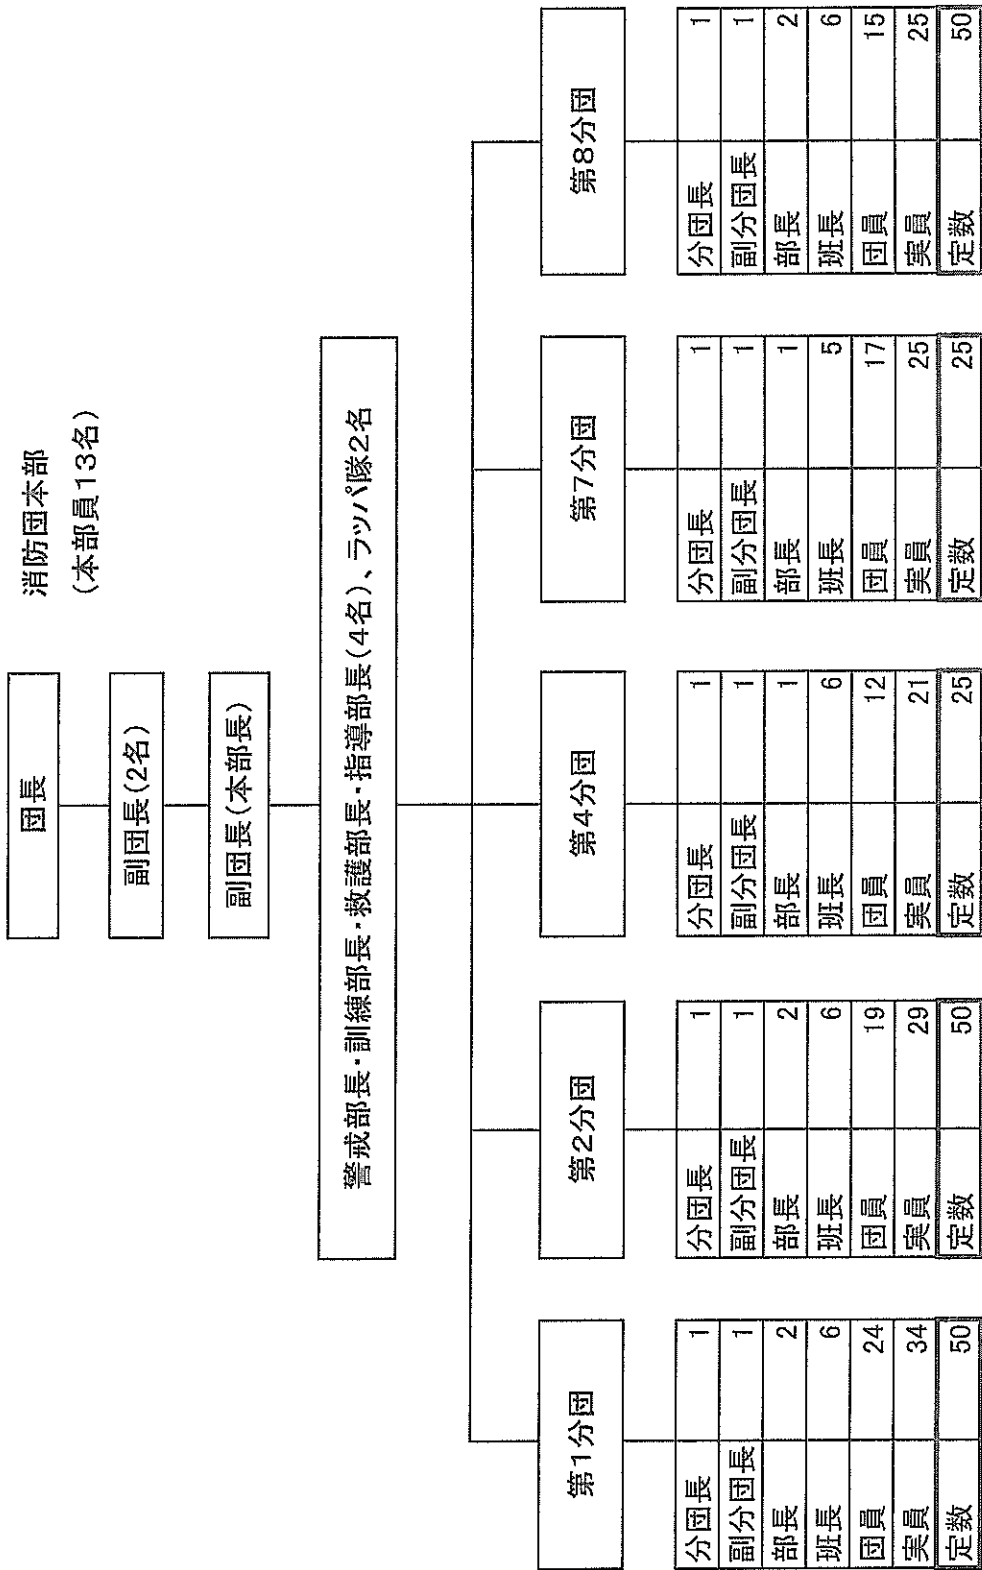 消防団組織表
団長
消防団本部
(本部員13名)
副団長(2名)
副団長(本部長)
警戒部長・訓練部長・救護部長・指導部長(4名)、ラッパ隊2名
第1分団
分団長 1
副分団長 1
部長 2
班長 6
団員 24
実員 34
定数 50
第2分団
分団長 1
副分団長 1
部長 2
班長 6
団員 19
実員 29
定数 50
第4分団
分団長 1
副分団長 1
部長 1
班長 6
団員 12
実員 21
定数 25
第7分団
分団長 1
副分団長 1
部長 1
班長 5
団員 17
実員 25
定数 25
第8分団
分団長 1
副分団長 1
部長 2
班長 6
団員 15
実員 25
定数 50